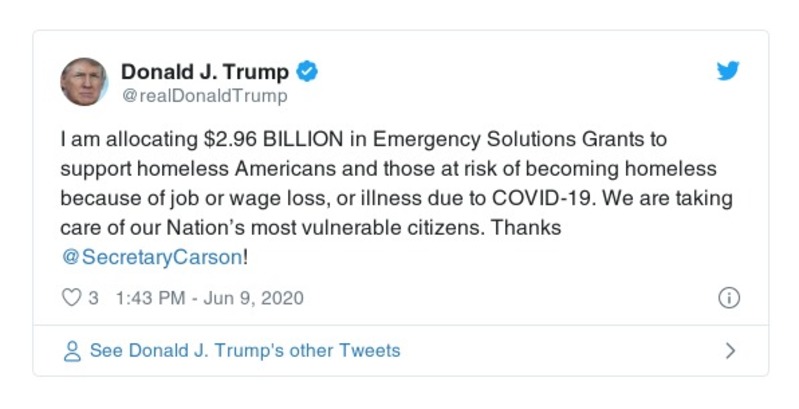 Donald J. Trump
@realDonaldTrump
I am allocating $2.96 BILLION in Emergency Solutions Grants to
support homeless Americans and those at risk of becoming homeless
because of job or wage loss, or illness due to COVID-19. We are taking
care of our Nation’s most vulnerable citizens. Thanks
@SecretaryCarson!
3 1:43 PM - Jun 9, 2020
See Donald J. Trump's other Tweets